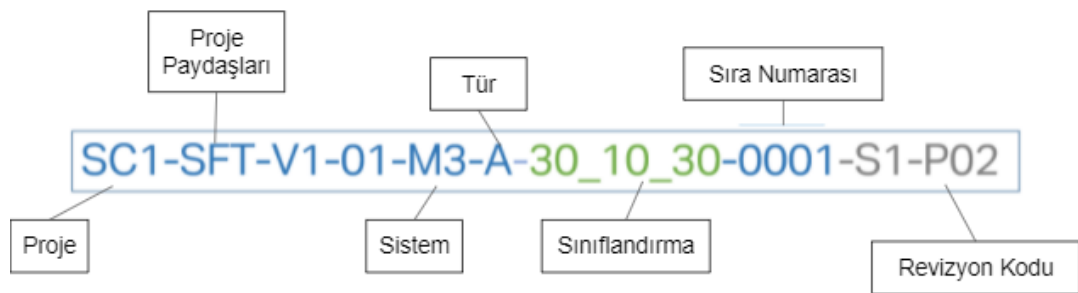 Proje
Paydaşları
Tür
Sıra Numarası
SC1-SFT-V1-01-M3-A-30_10_30-0001-S1-P02
Proje
Sistem
Sınıflandırma
Revizyon Kodu